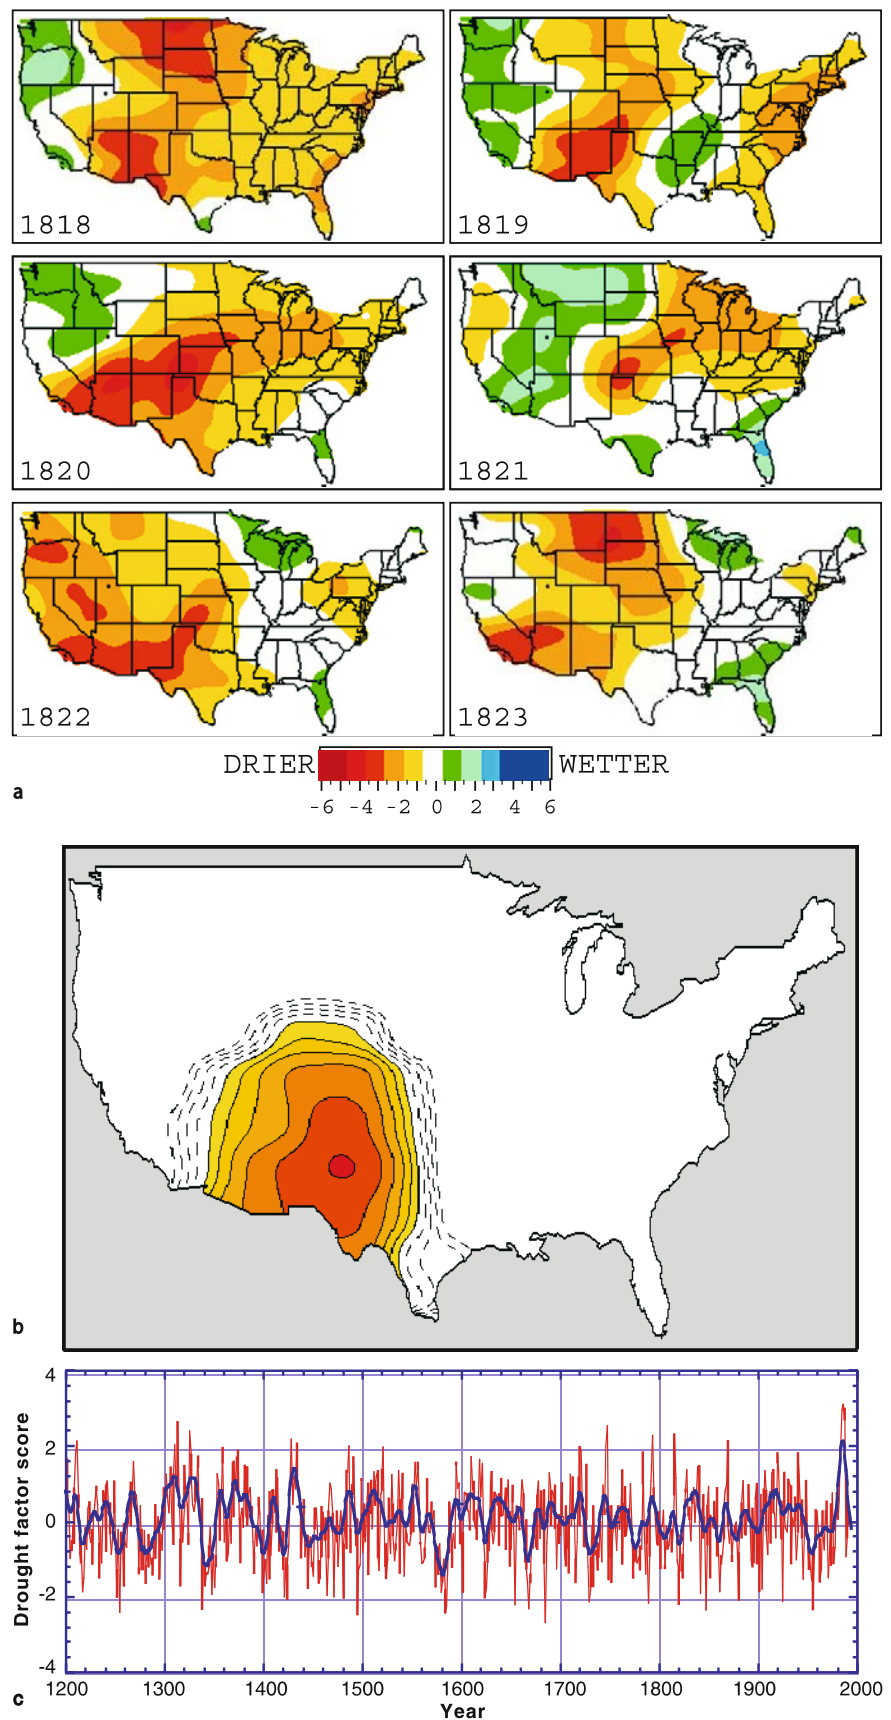 1818
1819
1820
1821
1822
1823
DRIER
WETTER
-6 -4 -2 0 2 4 6
a
b
4
2
0
-2
-4
Drought factor score
1200 1300 1400 1500 1600 1700 1800 1900 2000
c
Year